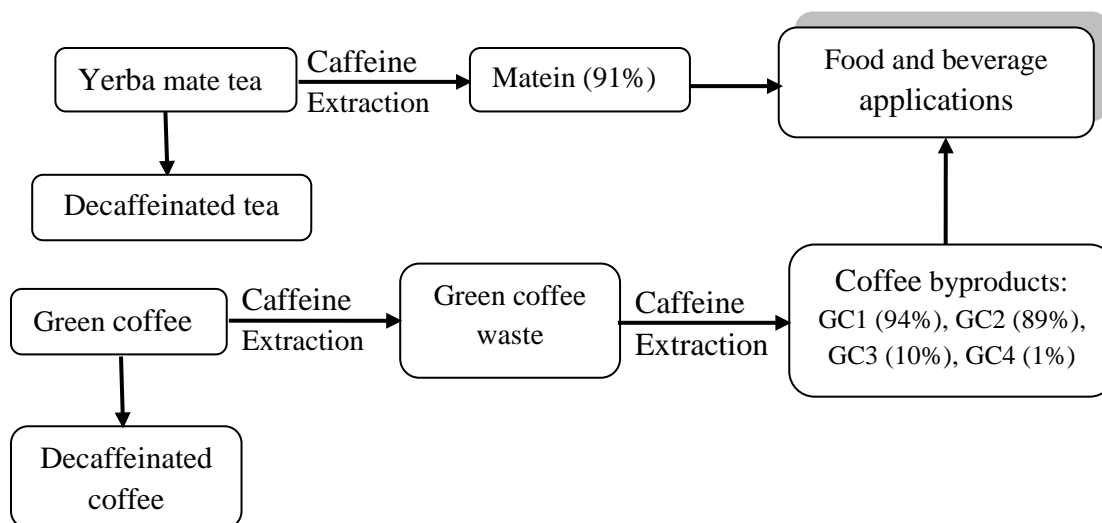 Yerba mate tea
Caffeine
Extraction
Matein (91%)
Food and beverage
applications
Decaffeinated tea
Green coffee
Caffeine
Extraction
Green coffee
waste
Caffeine
Extraction
Coffee byproducts:
GC1 (94%), GC2 (89%),
GC3 (10%), GC4 (1%)
Decaffeinated
coffee